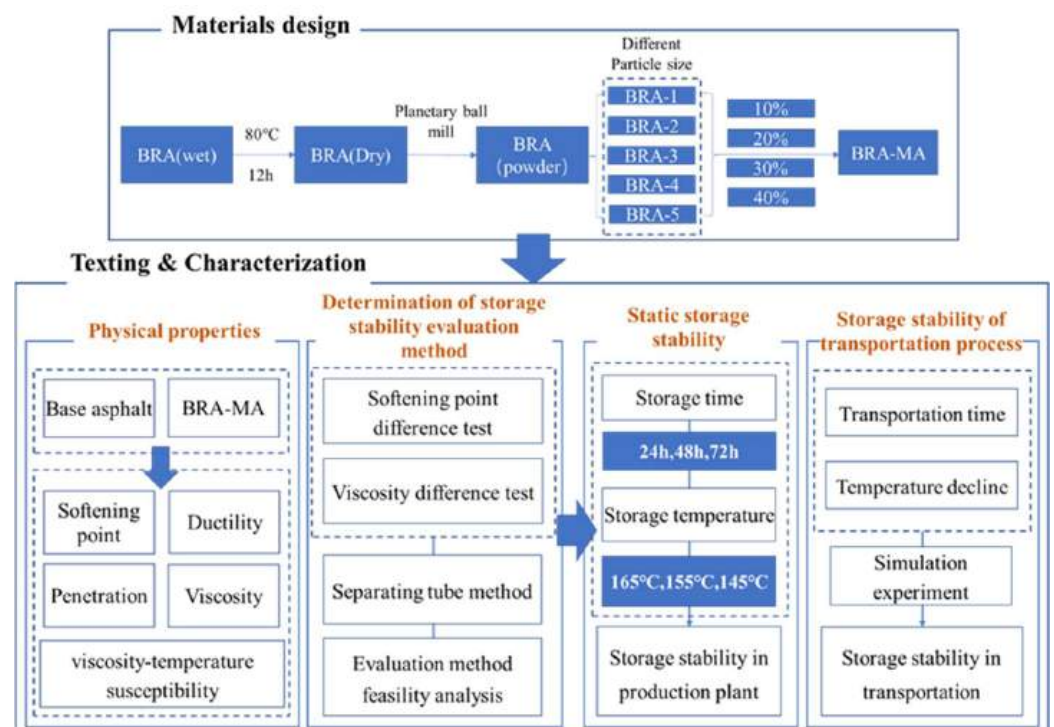 Materials design
Different
Particle size
BRA(wet)
80°C
12h
BRA(Dry)
Planetary ball
mill
BRA
(powder)
BRA-1
BRA-2
BRA-3
BRA-4
BRA-5
10%
20%
30%
40%
BRA-MA
Texting & Characterization
Physical properties
Base asphalt
BRA-MA
Softening
point
Ductility
Penetration
Viscosity
viscosity-temperature
susceptibility
Determination of storage
stability evaluation
method
Softening point
difference test
Viscosity difference test
Separating tube method
Evaluation method
feasility analysis
Static storage
stability
Storage time
24h,48h,72h
Storage temperature
165°C,155°C,145°C
Storage stability in
production plant
Storage stability of
transportation process
Transportation time
Temperature decline
Simulation
experiment
Storage stability in
transportation